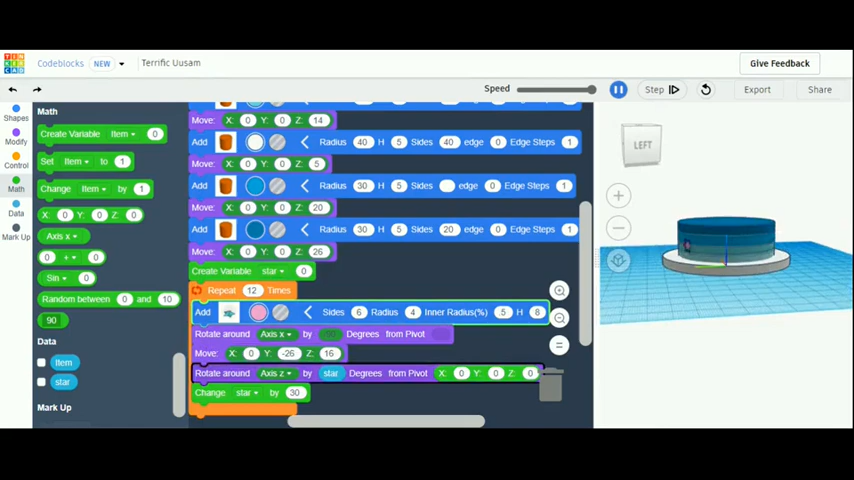 TIN KER CAD Codeblocks NEW Terrific Uusam Give Feedback
Speed Step Export Share
Shapes
Modify
Control
Math
Data
Mark Up
Math
Create Variable Item 0
Set Item to 1
Change Item by 1
X: 0 Y: 0 Z: 0
Axis x
0 + 0
Sin 0
Random between 0 and 10
90
Data
Item
star
Mark Up
Move: X: 0 Y: 0 Z: 14
Add Radius 40 H 5 Sides 40 edge 0 Edge Steps 1
Move: X: 0 Y: 0 Z: 5
Add Radius 30 H 5 Sides edge 0 Edge Steps 1
Move: X: 0 Y: 0 Z: 20
Add Radius 30 H 5 Sides 20 edge 0 Edge Steps 1
Move: X: 0 Y: 0 Z: 26
Create Variable star 0
Repeat 12 Times
Add Sides 6 Radius 4 Inner Radius(%) .5 H 8
Rotate around Axis x by 90 Degrees from Pivot
Move: X: 0 Y: -26 Z: 16
Rotate around Axis z by star Degrees from Pivot X: 0 Y: 0 Z: 0
Change star by 30
LEFT